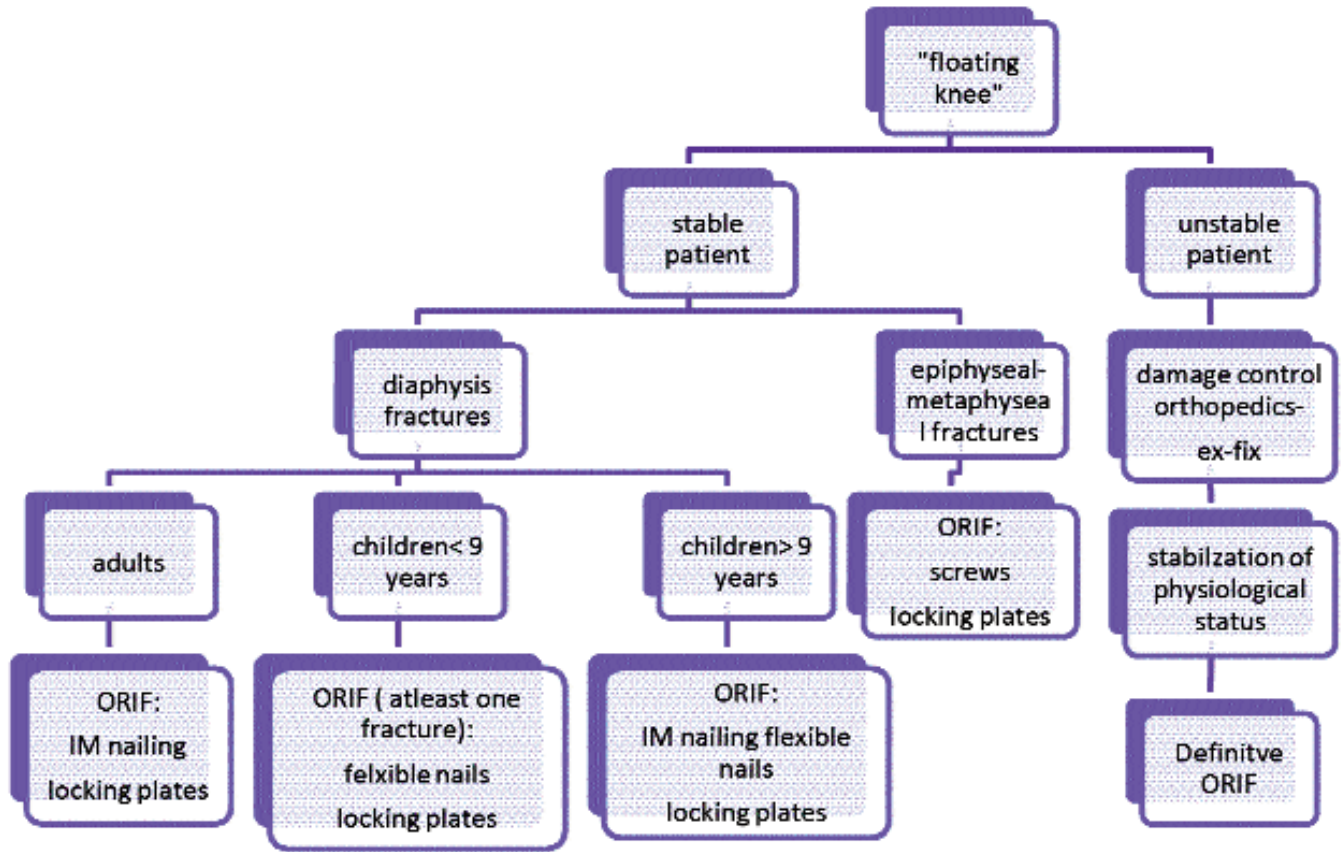 "floating
knee"
stable
patient
unstable
patient
diaphysis
fractures
epiphyseal-
metaphysea
l fractures
damage control
orthopedics-
ex-fix
adults
children< 9
years
children> 9
years
ORIF:
screws
locking plates
stabilzation of
physiological
status
ORIF:
IM nailing
locking plates
ORIF ( atleast one
fracture):
felxible nails
locking plates
ORIF:
IM nailing flexible
nails
locking plates
Definitve
ORIF